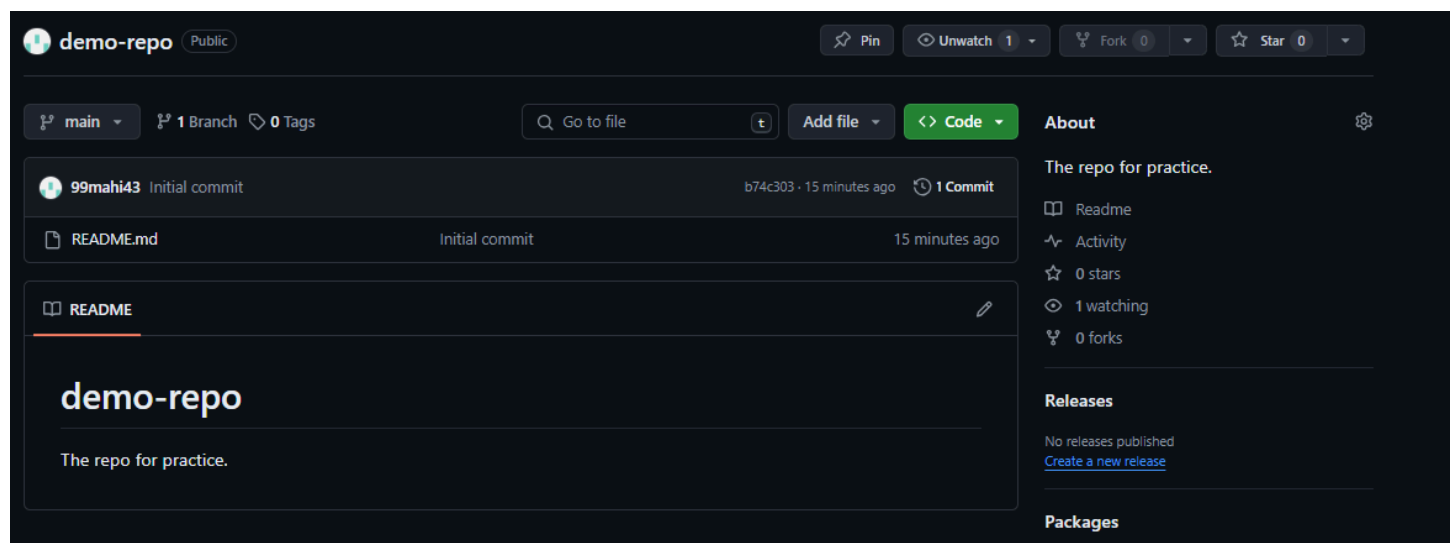 demo-repo Public
Pin
Unwatch 1
Fork 0
Star 0
main
1 Branch
0 Tags
Go to file
t
Add file
<> Code
99mahi43 Initial commit
b74c303 · 15 minutes ago
1 Commit
README.md
Initial commit
15 minutes ago
README
demo-repo
The repo for practice.
About
The repo for practice.
Readme
Activity
0 stars
1 watching
0 forks
Releases
No releases published
Create a new release
Packages